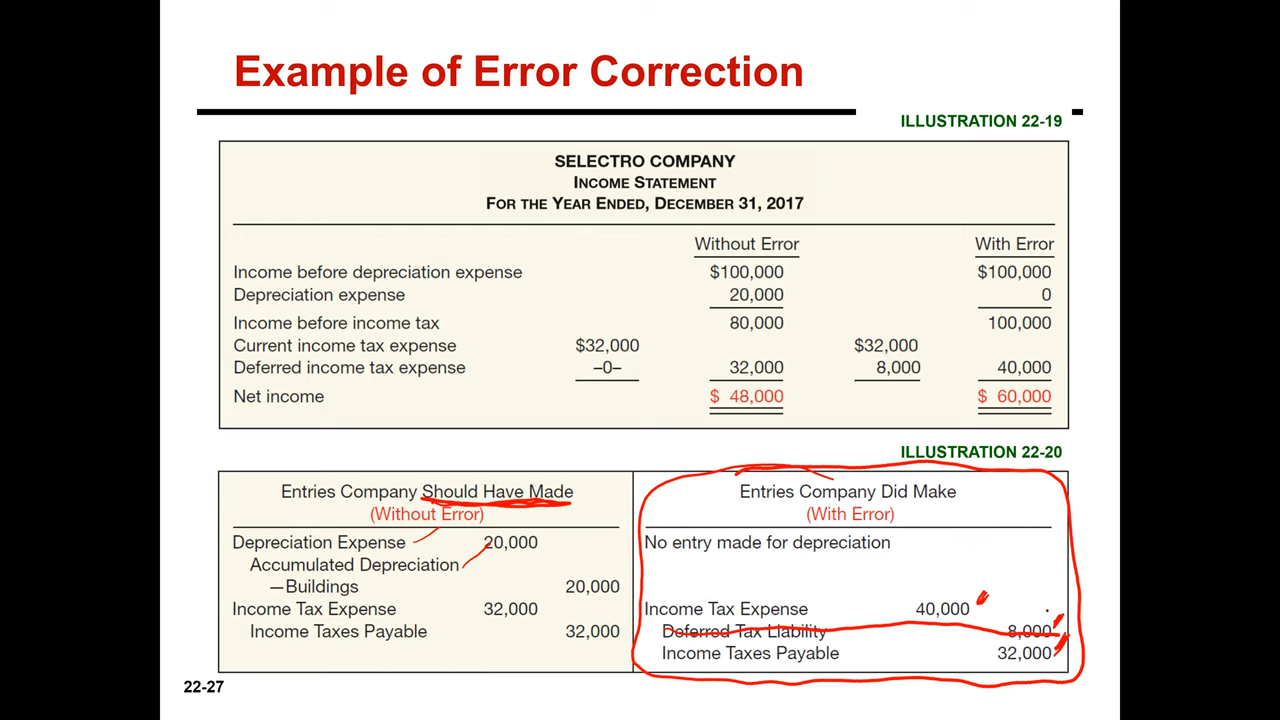 Example of Error Correction
ILLUSTRATION 22-19
SELECTRO COMPANY
INCOME STATEMENT
FOR THE YEAR ENDED, DECEMBER 31, 2017
Without Error With Error
Income before depreciation expense $100,000 $100,000
Depreciation expense 20,000 0
Income before income tax 80,000 100,000
Current income tax expense $32,000 $32,000
Deferred income tax expense –0– 32,000 8,000 40,000
Net income $ 48,000 $ 60,000
ILLUSTRATION 22-20
Entries Company Should Have Made
(Without Error)
Depreciation Expense 20,000
Accumulated Depreciation
—Buildings 20,000
Income Tax Expense 32,000
Income Taxes Payable 32,000
Entries Company Did Make
(With Error)
No entry made for depreciation
Income Tax Expense 40,000
Deferred Tax Liability 8,000
Income Taxes Payable 32,000
22-27